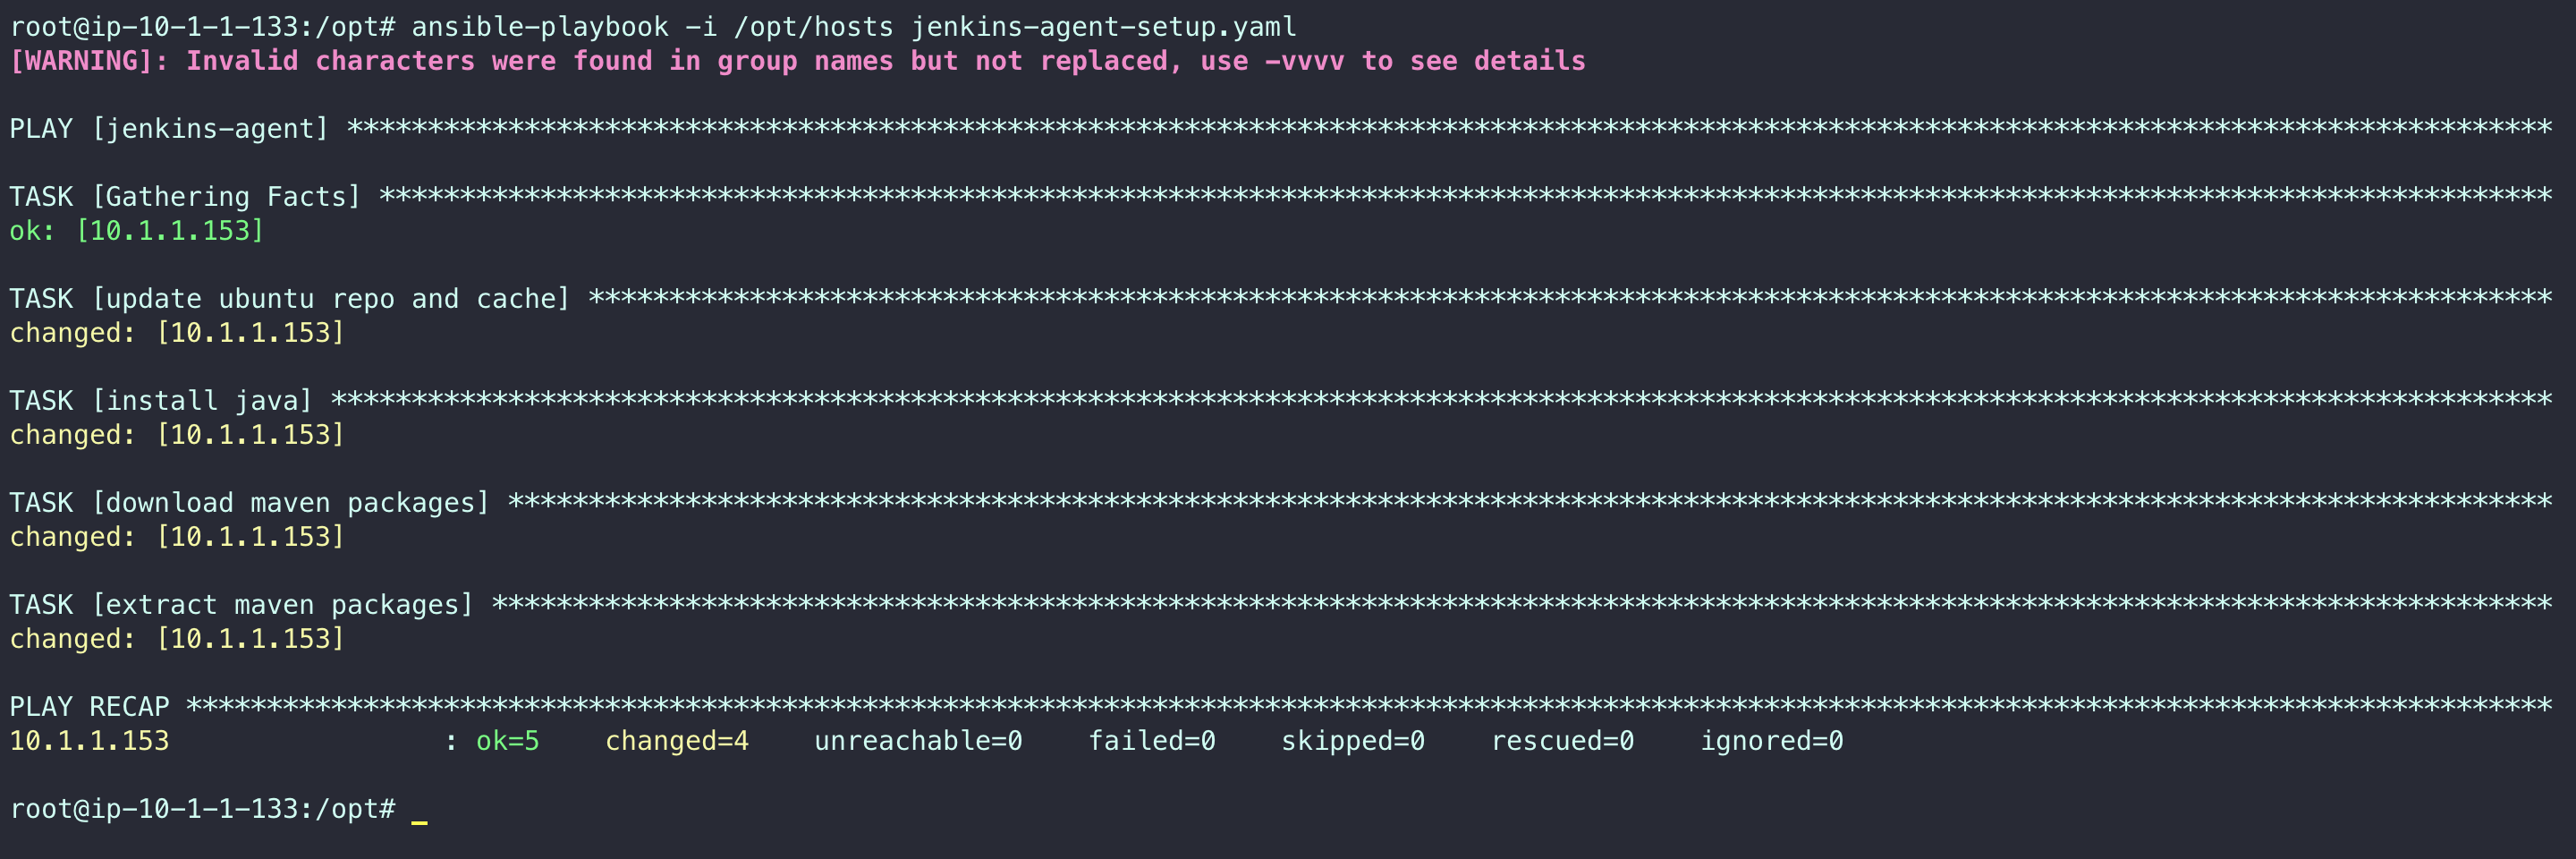 root@ip-10-1-1-133:/opt# ansible-playbook -i /opt/hosts jenkins-agent-setup.yaml
[WARNING]: Invalid characters were found in group names but not replaced, use -vvvv to see details
PLAY [jenkins-agent] *****************************************************************************************************************************************
TASK [Gathering Facts] ***************************************************************************************************************************************
ok: [10.1.1.153]
TASK [update ubuntu repo and cache] **************************************************************************************************************************
changed: [10.1.1.153]
TASK [install java] ******************************************************************************************************************************************
changed: [10.1.1.153]
TASK [download maven packages] *******************************************************************************************************************************
changed: [10.1.1.153]
TASK [extract maven packages] ********************************************************************************************************************************
changed: [10.1.1.153]
PLAY RECAP ***************************************************************************************************************************************************
10.1.1.153                 : ok=5    changed=4    unreachable=0    failed=0    skipped=0    rescued=0    ignored=0
root@ip-10-1-1-133:/opt# _